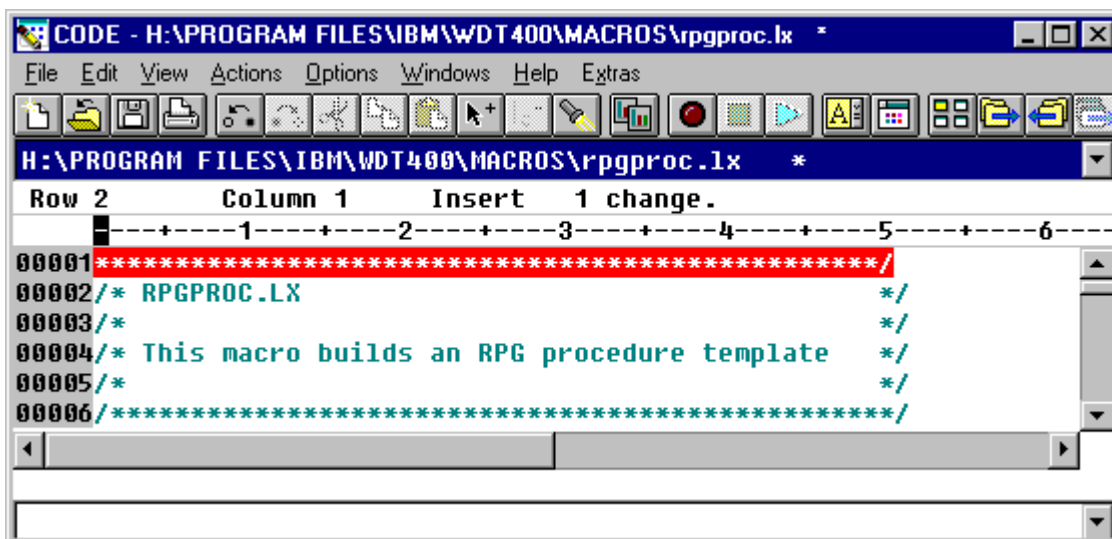 CODE - H:\PROGRAM FILES\IBM\WDT400\MACROS\rpgproc.lx *
File Edit View Actions Options Windows Help Extras
H:\PROGRAM FILES\IBM\WDT400\MACROS\rpgproc.lx *
Row 2 Column 1 Insert 1 change.
----+----1----+----2----+----3----+----4----+----5----+----6----
00001*************************************************/
00002/* RPGPROC.LX                                    */
00003/*                                               */
00004/* This macro builds an RPG procedure template   */
00005/*                                               */
00006/*************************************************/